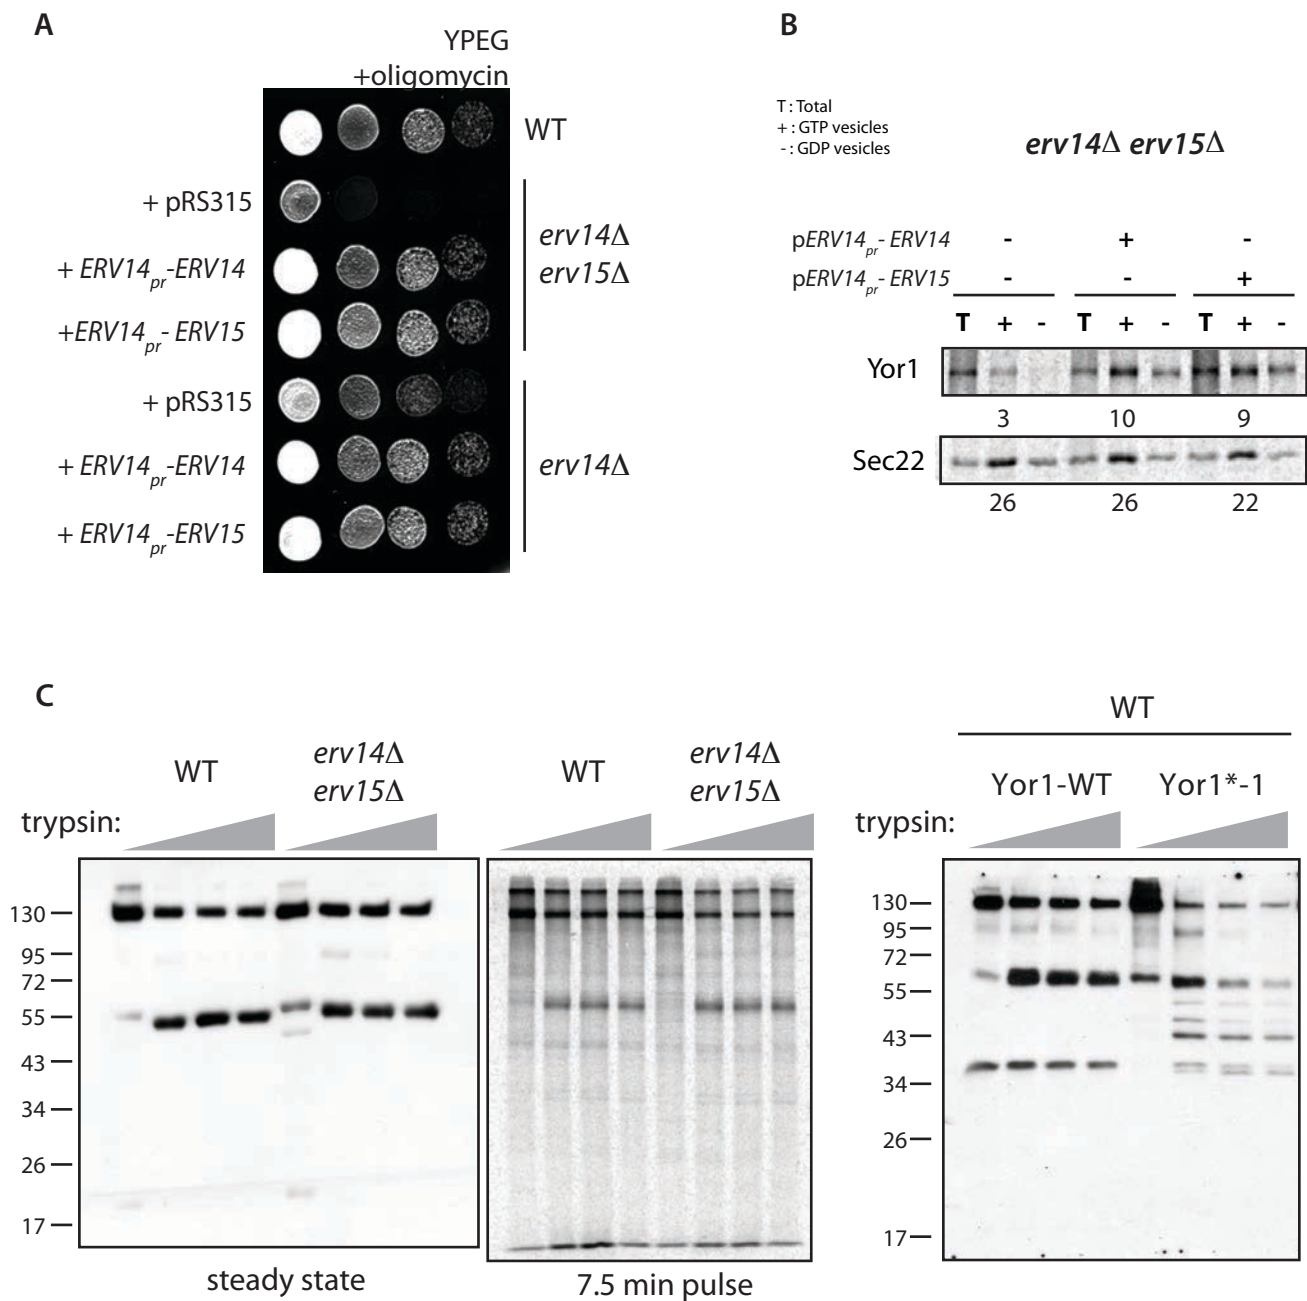 A
YPEG
+oligomycin
WT
+ pRS315
+ ERV14pr-ERV14
+ERV14pr- ERV15
erv14Δ
erv15Δ
+ pRS315
+ ERV14pr-ERV14
+ ERV14pr-ERV15
erv14Δ
B
T : Total
+ : GTP vesicles
- : GDP vesicles
erv14Δ erv15Δ
pERV14pr- ERV14 - + -
pERV14pr- ERV15 - - +
T + - T + - T + -
Yor1
3 10 9
Sec22
26 26 22
C
WT erv14Δ erv15Δ
trypsin:
130
95
72
55
43
34
26
17
steady state
WT erv14Δ erv15Δ
7.5 min pulse
WT
Yor1-WT Yor1*-1
trypsin:
130
95
72
55
43
34
26
17